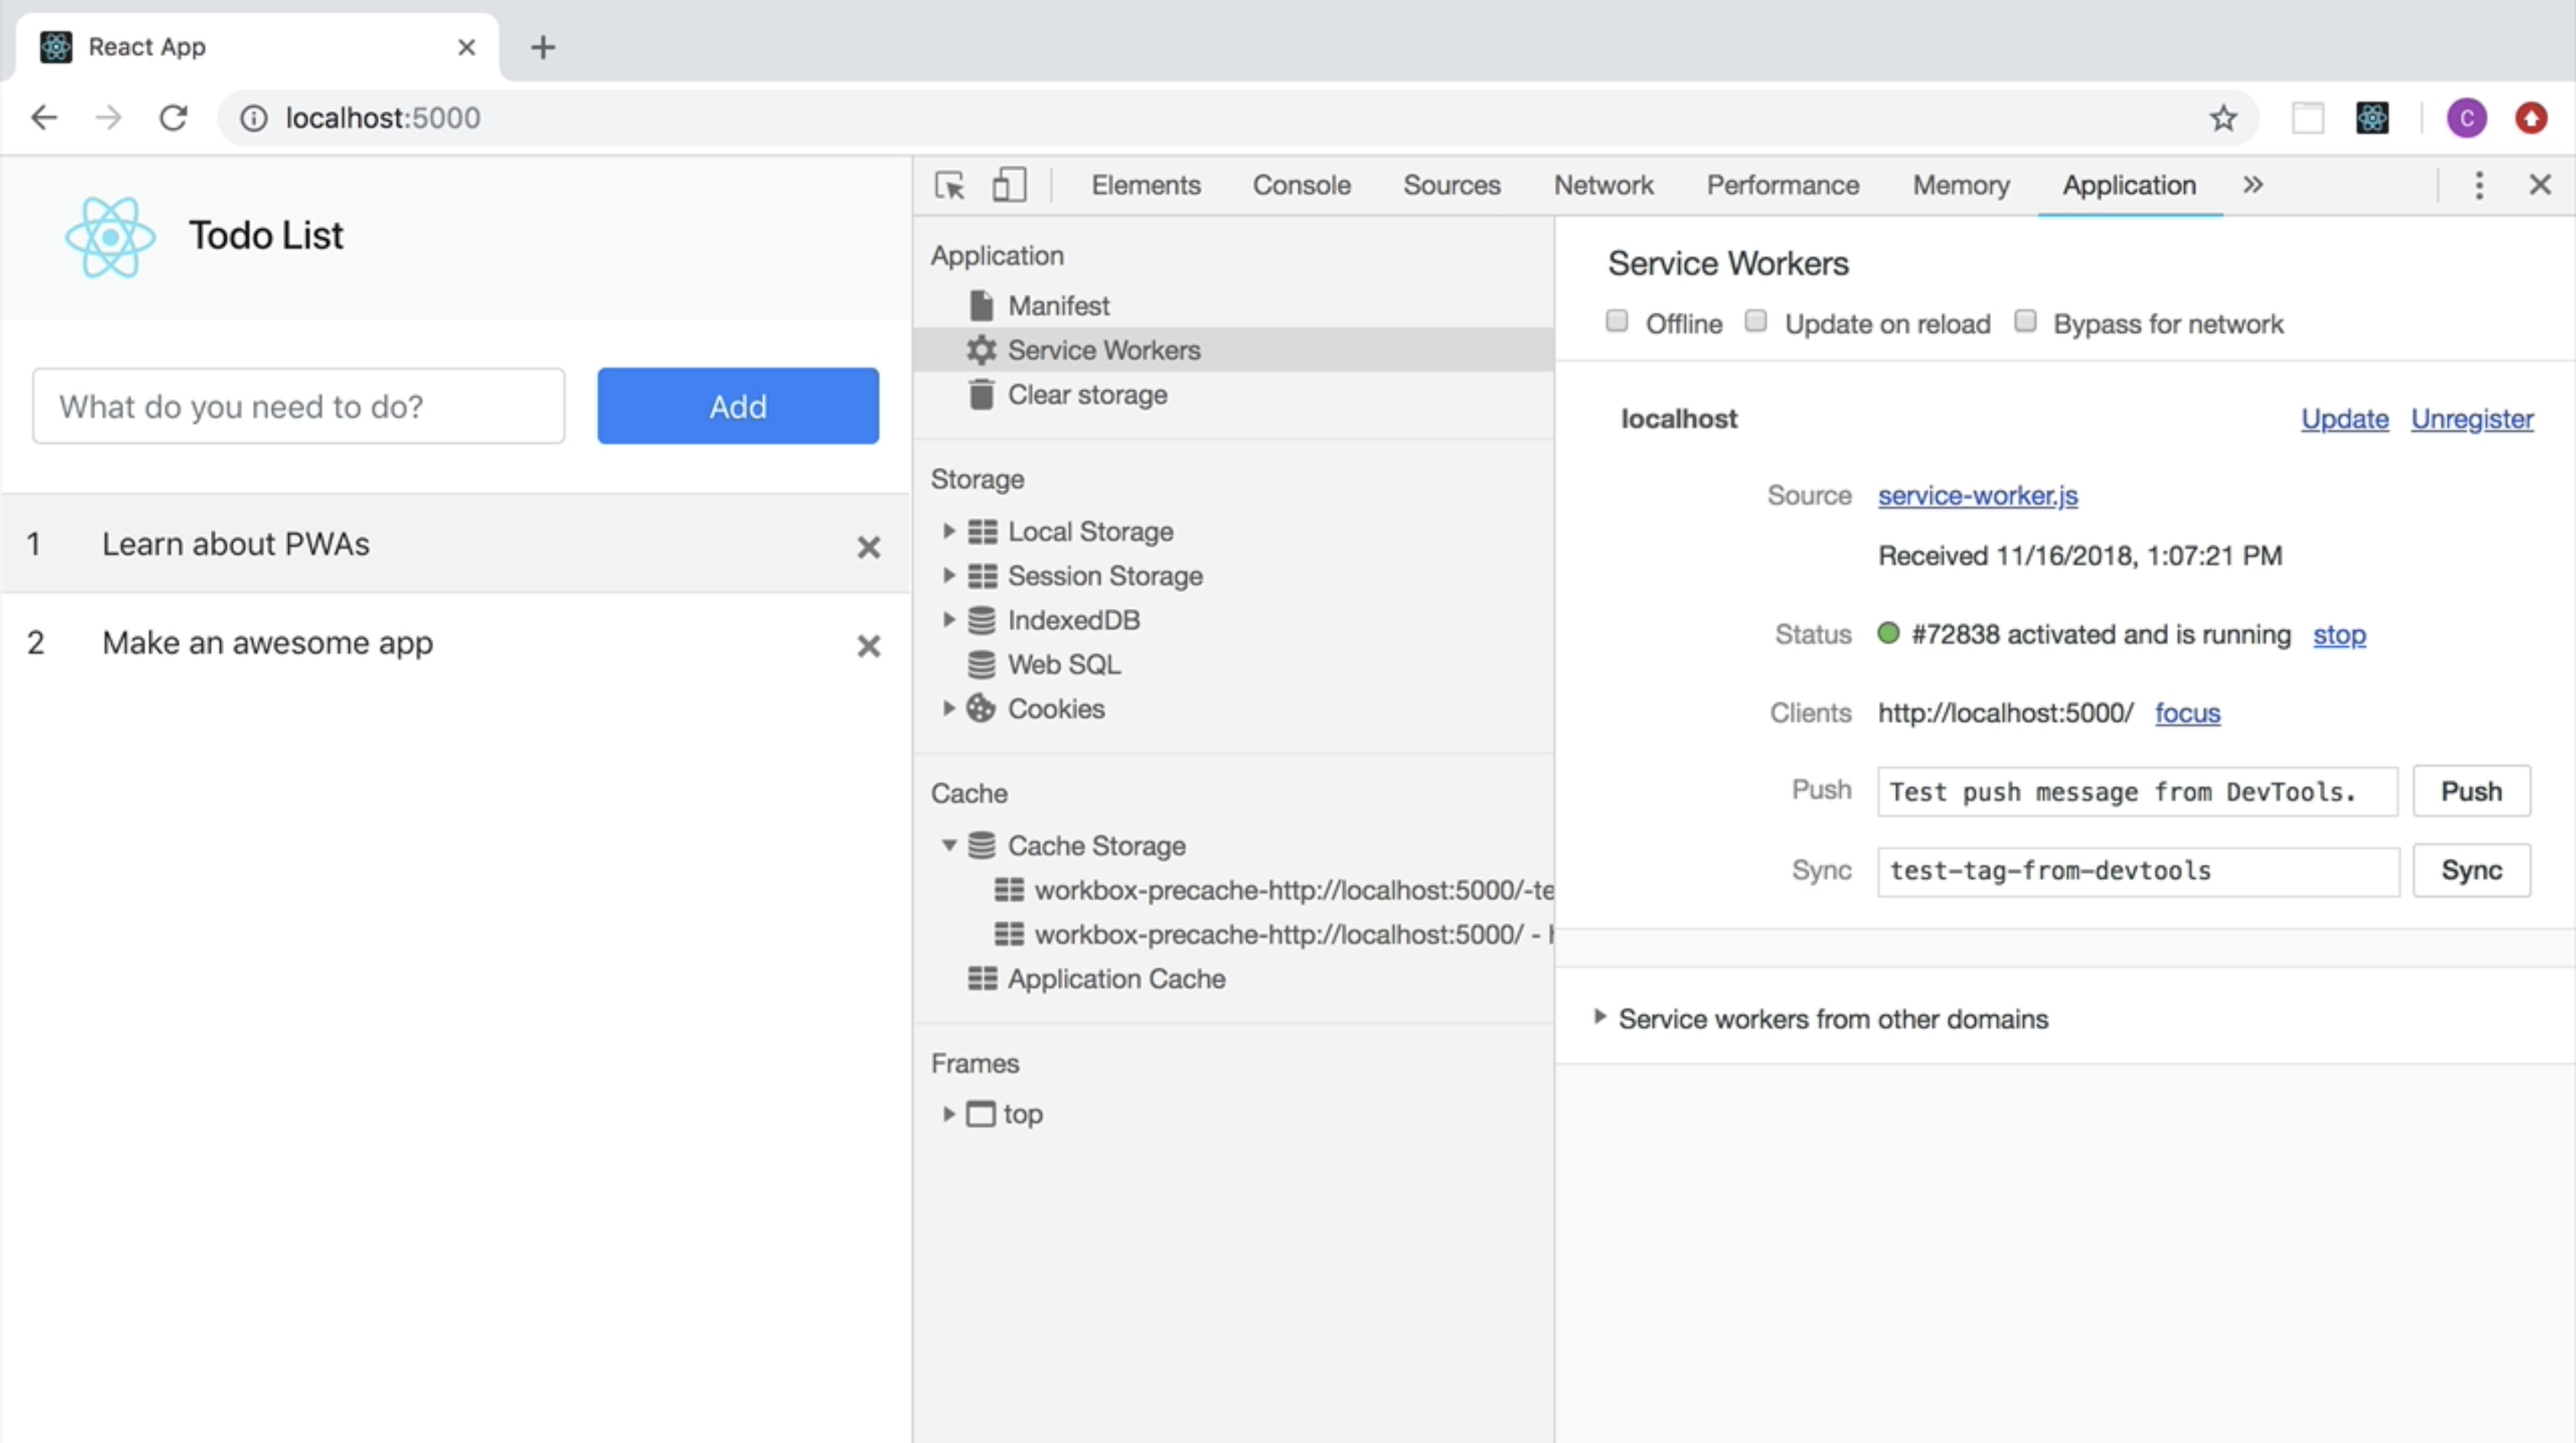 React App
localhost:5000
C
Todo List
What do you need to do?
Add
1 Learn about PWAs
2 Make an awesome app
Elements Console Sources Network Performance Memory Application
Application
Manifest
Service Workers
Clear storage
Storage
Local Storage
Session Storage
IndexedDB
Web SQL
Cookies
Cache
Cache Storage
workbox-precache-http://localhost:5000/-te
workbox-precache-http://localhost:5000/ -
Application Cache
Frames
top
Service Workers
Offline Update on reload Bypass for network
localhost Update Unregister
Source service-worker.js
Received 11/16/2018, 1:07:21 PM
Status #72838 activated and is running stop
Clients http://localhost:5000/ focus
Push Test push message from DevTools. Push
Sync test-tag-from-devtools Sync
Service workers from other domains